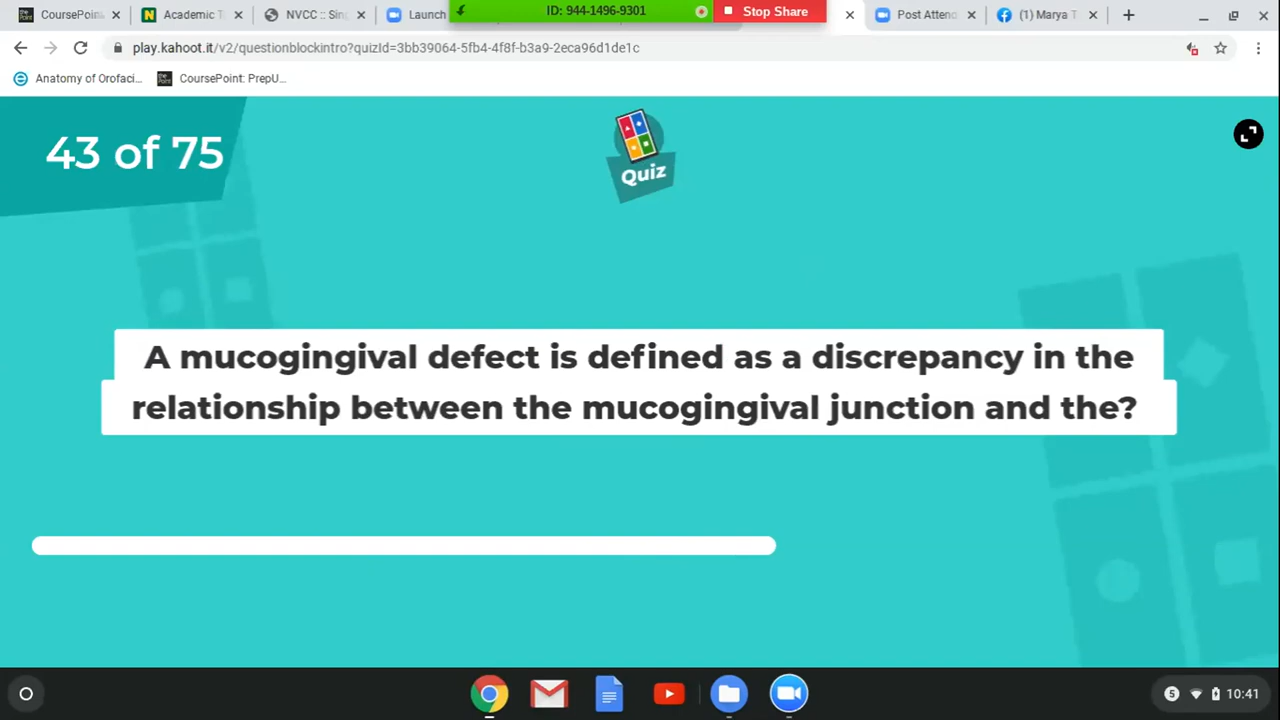 CoursePoin
Academic T
NVCC :: Sin
Launch
ID: 944-1496-9301
Stop Share
Post Attend
(1) Marya T
play.kahoot.it/v2/questionblockintro?quizId=3bb39064-5fb4-4f8f-b3a9-2eca96d1de1c
Anatomy of Orofaci...
CoursePoint: PrepU...
43 of 75
Quiz
A mucogingival defect is defined as a discrepancy in the
relationship between the mucogingival junction and the?
5
10:41